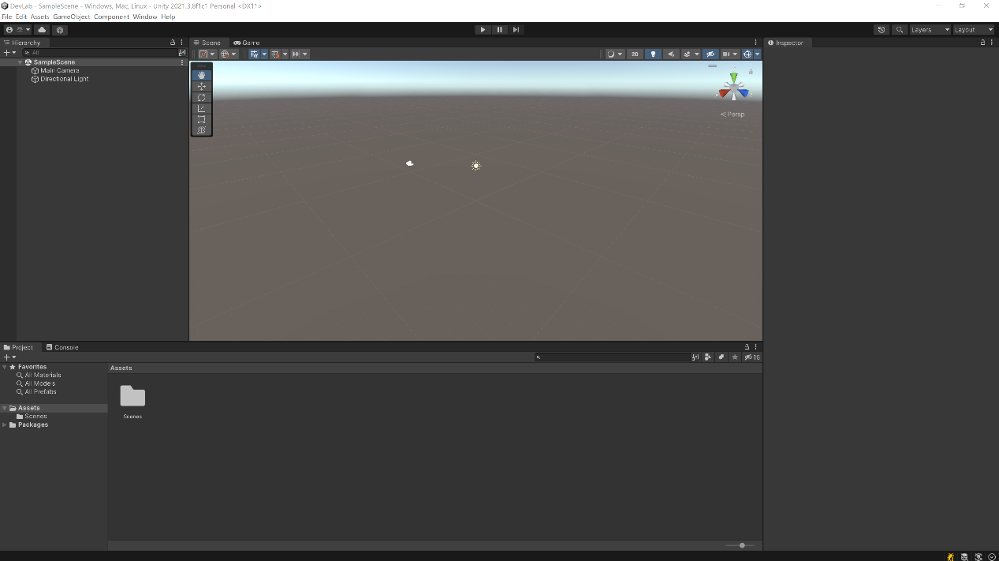 DevLab - SampleScene - Windows, Mac, Linux - Unity 2021.3.8f1c1 Personal <DX11>
File Edit Assets GameObject Component Window Help
Layers Layout
Hierarchy
All
SampleScene
Main Camera
Directional Light
Scene Game
2D
Persp
Inspector
Project Console
16
Favorites
All Materials
All Models
All Prefabs
Assets
Scenes
Packages
Assets
Scenes